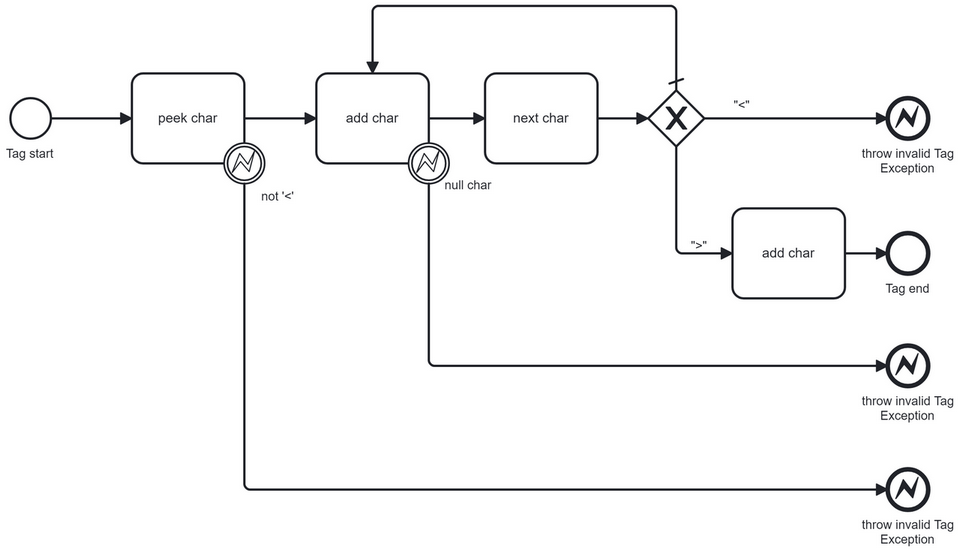 Tag start
peek char
not '<'
add char
null char
next char
"<"
throw invalid Tag
Exception
">"
add char
Tag end
throw invalid Tag
Exception
throw invalid Tag
Exception